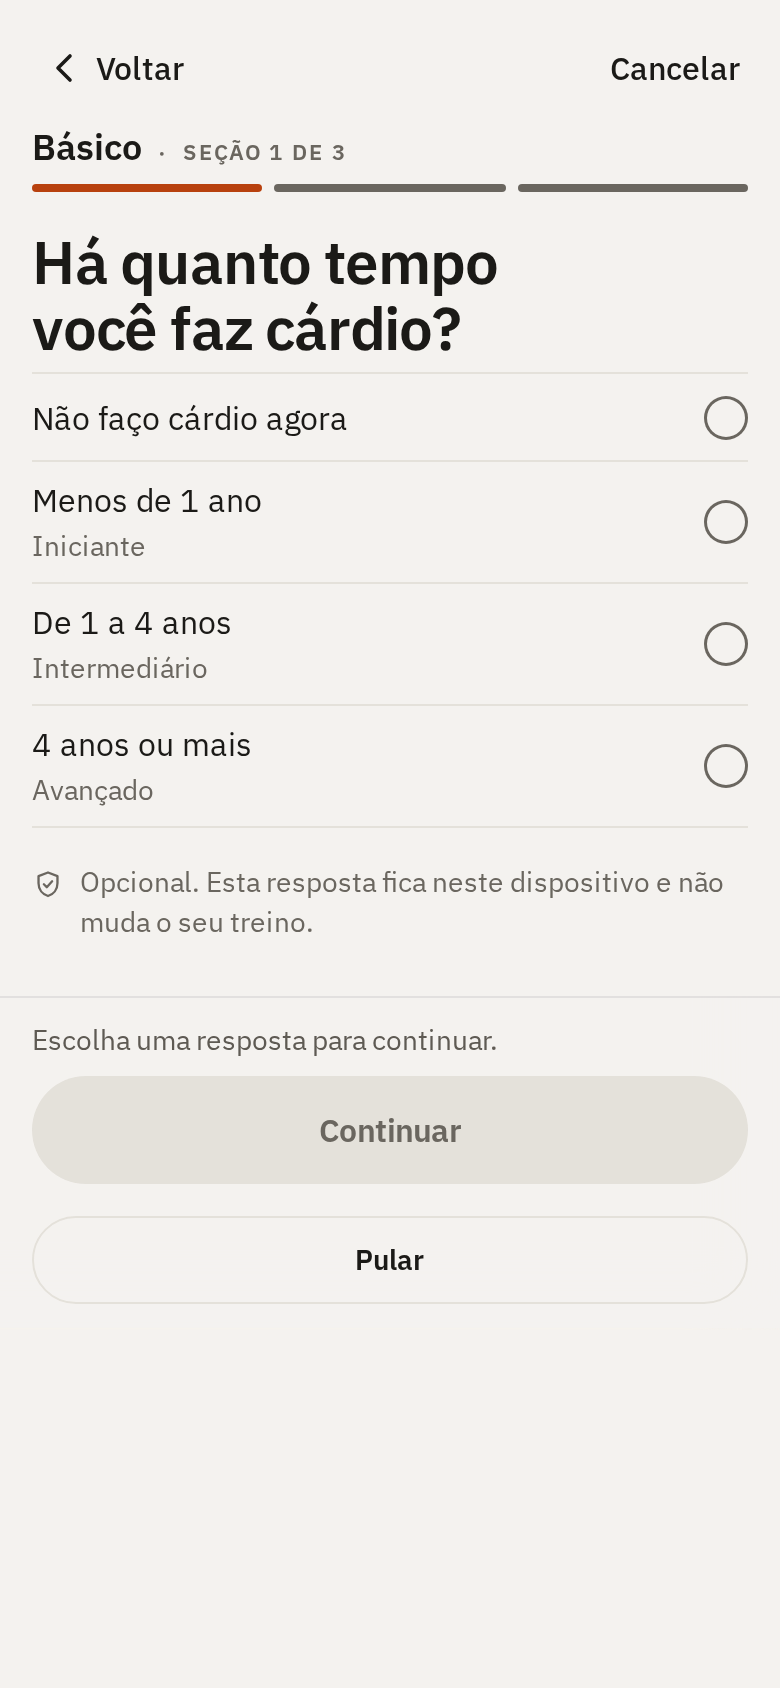 Voltar
Cancelar
Básico · SEÇÃO 1 DE 3
Há quanto tempo
você faz cárdio?
Não faço cárdio agora
Menos de 1 ano
Iniciante
De 1 a 4 anos
Intermediário
4 anos ou mais
Avançado
Opcional. Esta resposta fica neste dispositivo e não
muda o seu treino.
Escolha uma resposta para continuar.
Continuar
Pular